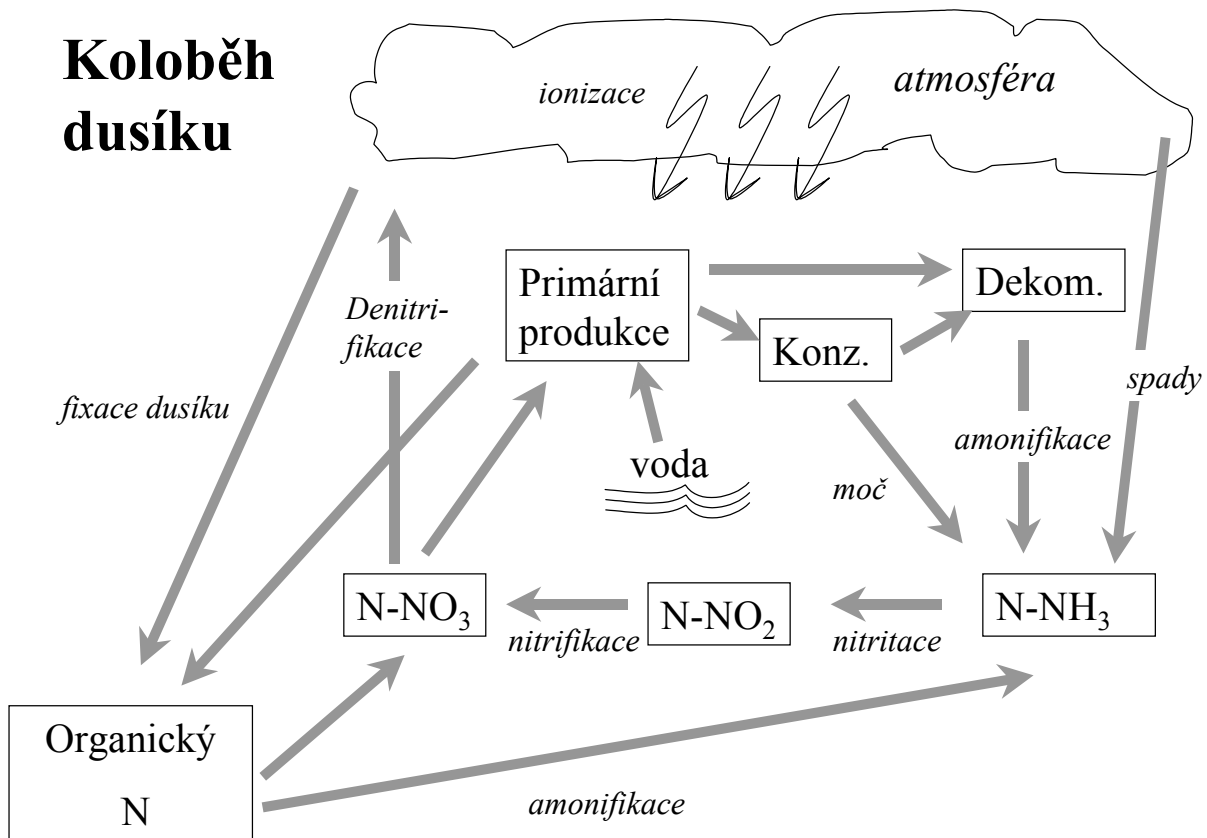 Koloběh
dusíku
ionizace
atmosféra
Primární
produkce
Dekom.
Konz.
Denitri-
fikace
fixace dusíku
spady
amonifikace
voda
moč
N-NO₃
nitrifikace
N-NO₂
nitritace
N-NH₃
Organický
N
amonifikace